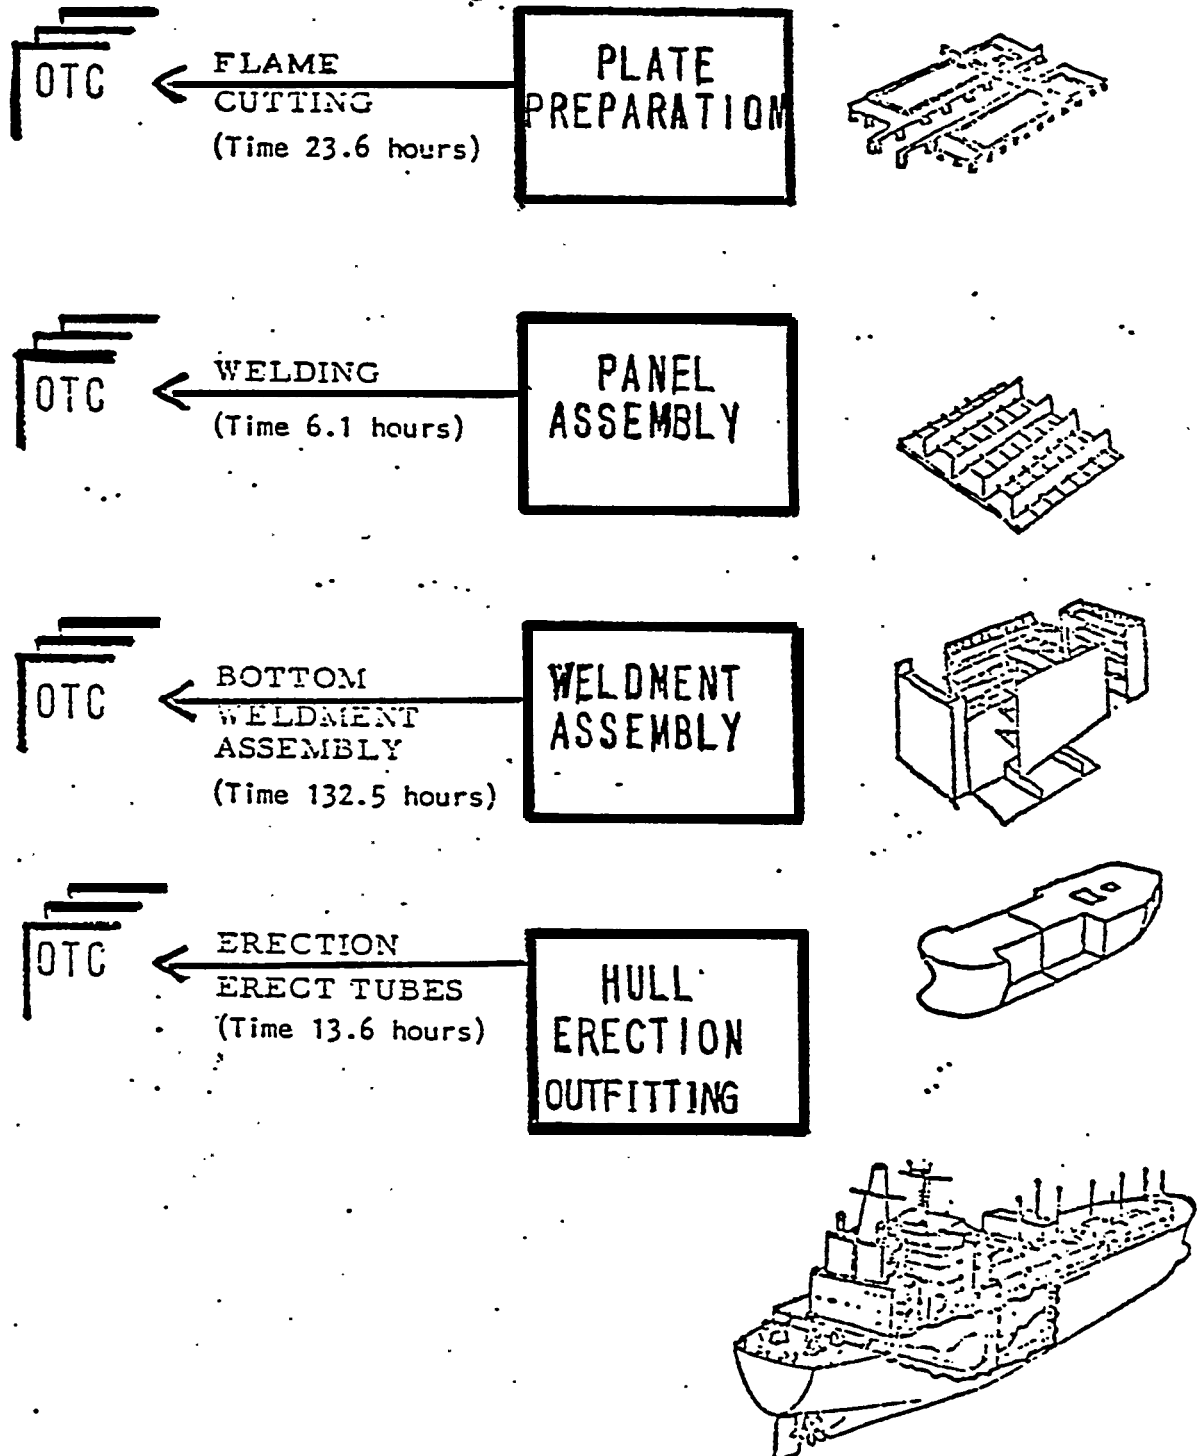 OTC
FLAME
CUTTING
(Time 23.6 hours)
PLATE
PREPARATION
OTC
WELDING
(Time 6.1 hours)
PANEL
ASSEMBLY
OTC
BOTTOM
WELDMENT
ASSEMBLY
(Time 132.5 hours)
WELDMENT
ASSEMBLY
OTC
ERECTION
ERECT TUBES
(Time 13.6 hours)
HULL
ERECTION
OUTFITTING